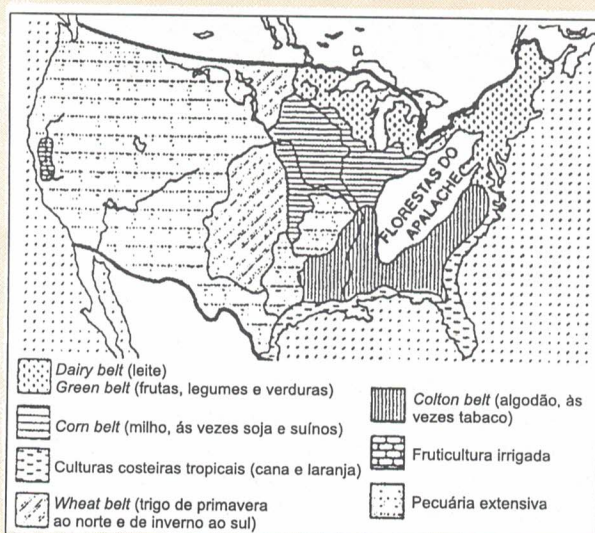 FLORESTAS DO
APALACHE
Dairy belt (leite)
Green belt (frutas, legumes e verduras)
Corn belt (milho, ás vezes soja e suínos)
Culturas costeiras tropicais (cana e laranja)
Wheat belt (trigo de primavera
ao norte e de inverno ao sul)
Colton belt (algodão, às
vezes tabaco)
Fruticultura irrigada
Pecuária extensiva